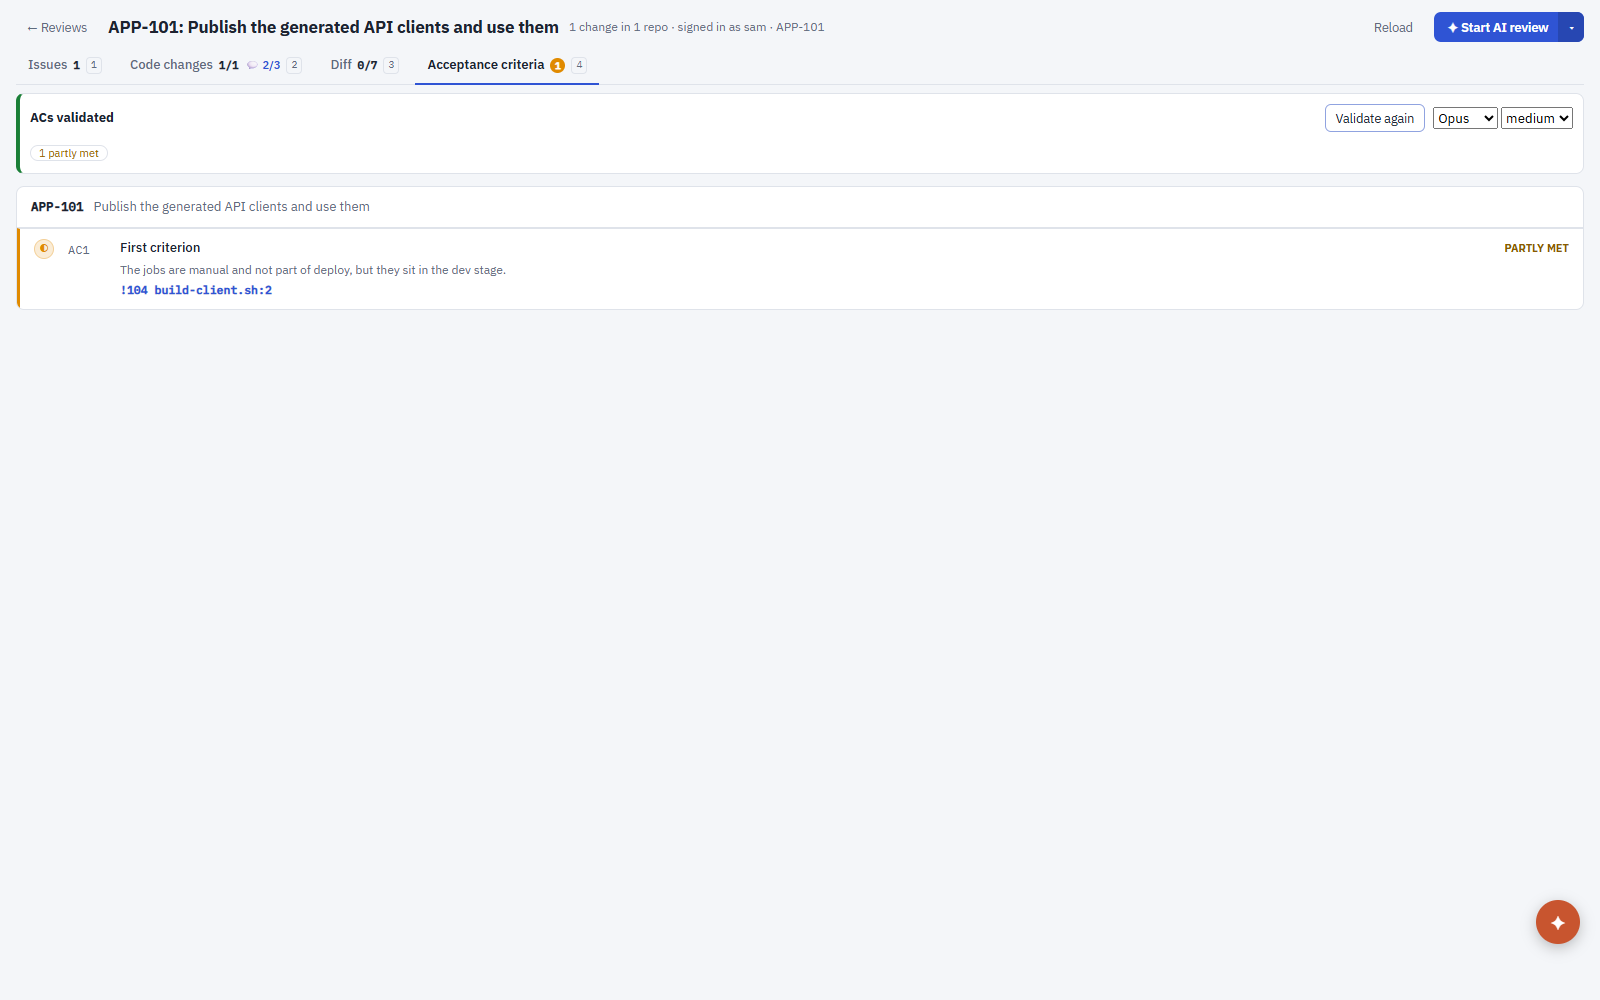 ← Reviews APP-101: Publish the generated API clients and use them 1 change in 1 repo · signed in as sam · APP-101 Reload ✦ Start AI review
Issues 1 1 Code changes 1/1 2/3 2 Diff 0/7 3 Acceptance criteria 1 4
ACs validated Validate again Opus medium
1 partly met
APP-101 Publish the generated API clients and use them
AC1 First criterion PARTLY MET
The jobs are manual and not part of deploy, but they sit in the dev stage.
!104 build-client.sh:2